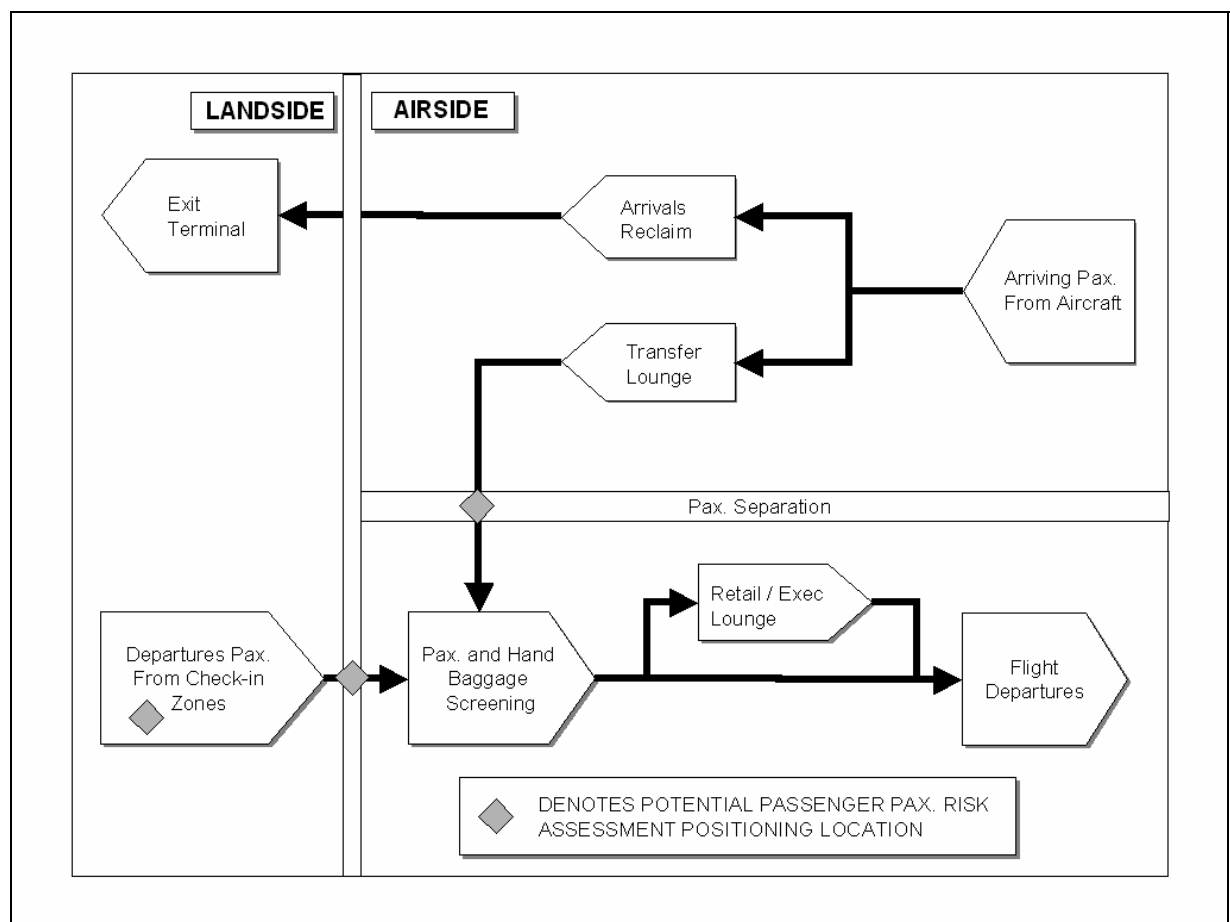 LANDSIDE
AIRSIDE
Exit
Terminal
Arrivals
Reclaim
Arriving Pax.
From Aircraft
Transfer
Lounge
Pax. Separation
Departures Pax.
From Check-in
Zones
Pax. and Hand
Baggage
Screening
Retail / Exec
Lounge
Flight
Departures
DENOTES POTENTIAL PASSENGER PAX. RISK
ASSESSMENT POSITIONING LOCATION